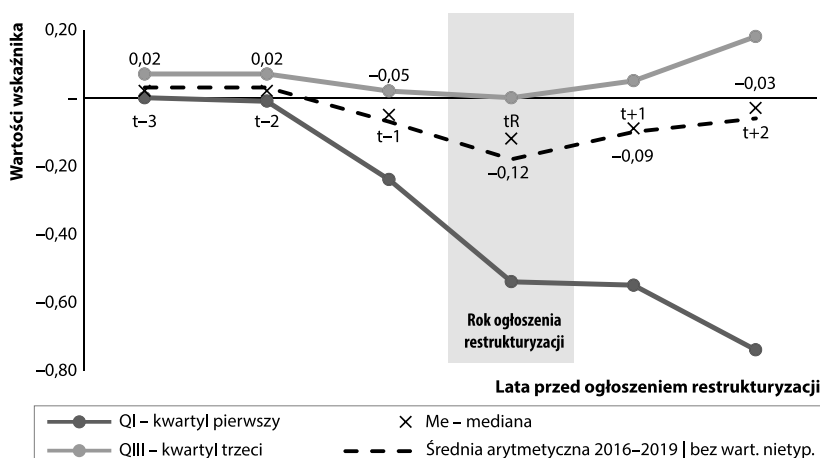 Wartości wskaźnika
0,20
–
–0,20
–0,40
–0,60
–0,80
0,02
0,02
–0,05
–0,12
–0,09
–0,03
t–3
t–2
t–1
tR
t+1
t+2
Rok ogłoszenia
restrukturyzacji
Lata przed ogłoszeniem restrukturyzacji
QI – kwartyl pierwszy
Me – mediana
QIII – kwartyl trzeci
Średnia arytmetyczna 2016–2019 | bez wart. nietyp.